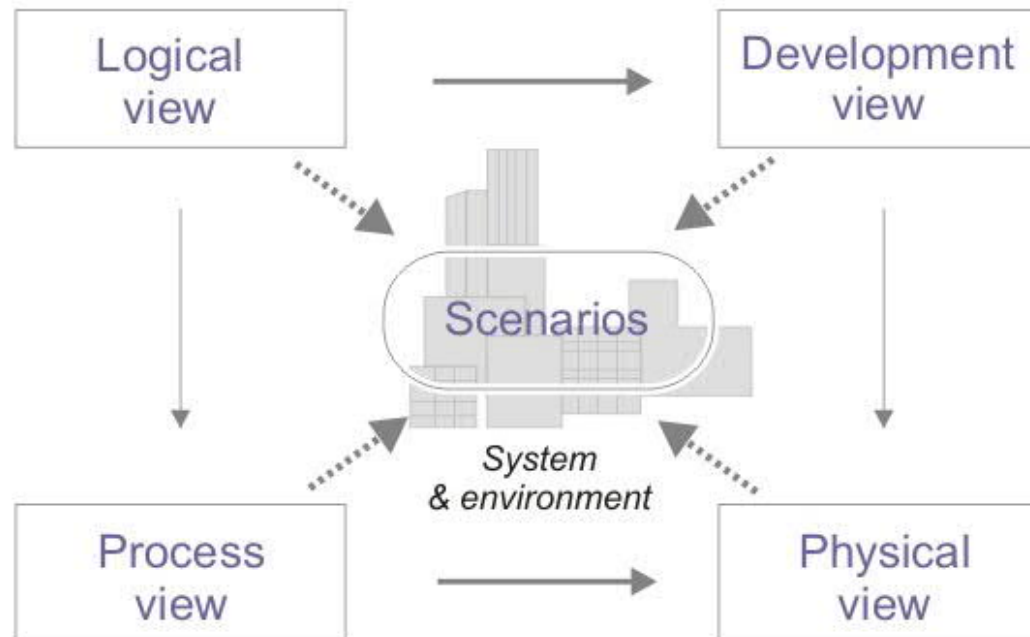 Logical
view
Development
view
Scenarios
System
& environment
Process
view
Physical
view